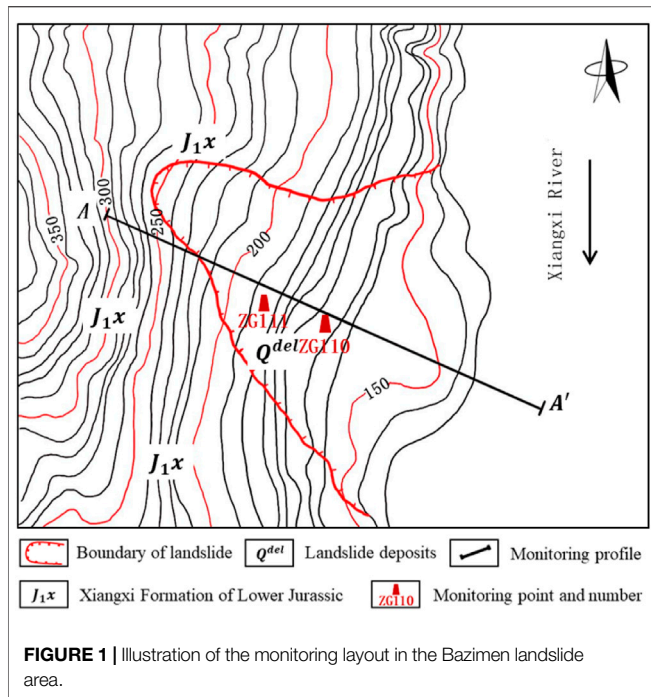 J₁x
A
300
250
350
200
Xiangxi River
J₁x
ZG111
Q^del
ZG110
150
A′
J₁x
Boundary of landslide
Q^del
Landslide deposits
Monitoring profile
J₁x
Xiangxi Formation of Lower Jurassic
ZG110
Monitoring point and number
FIGURE 1 | Illustration of the monitoring layout in the Bazimen landslide
area.